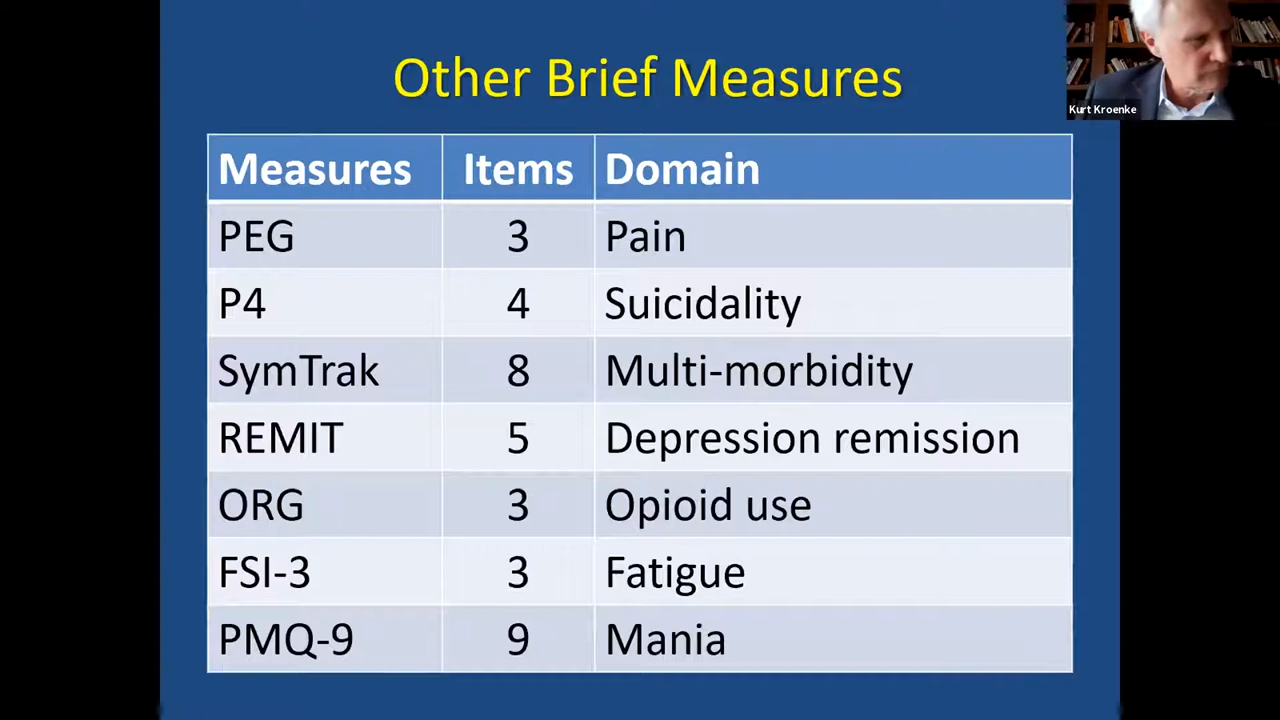 Other Brief Measures
Kurt Kroenke
Measures Items Domain
PEG 3 Pain
P4 4 Suicidality
SymTrak 8 Multi-morbidity
REMIT 5 Depression remission
ORG 3 Opioid use
FSI-3 3 Fatigue
PMQ-9 9 Mania